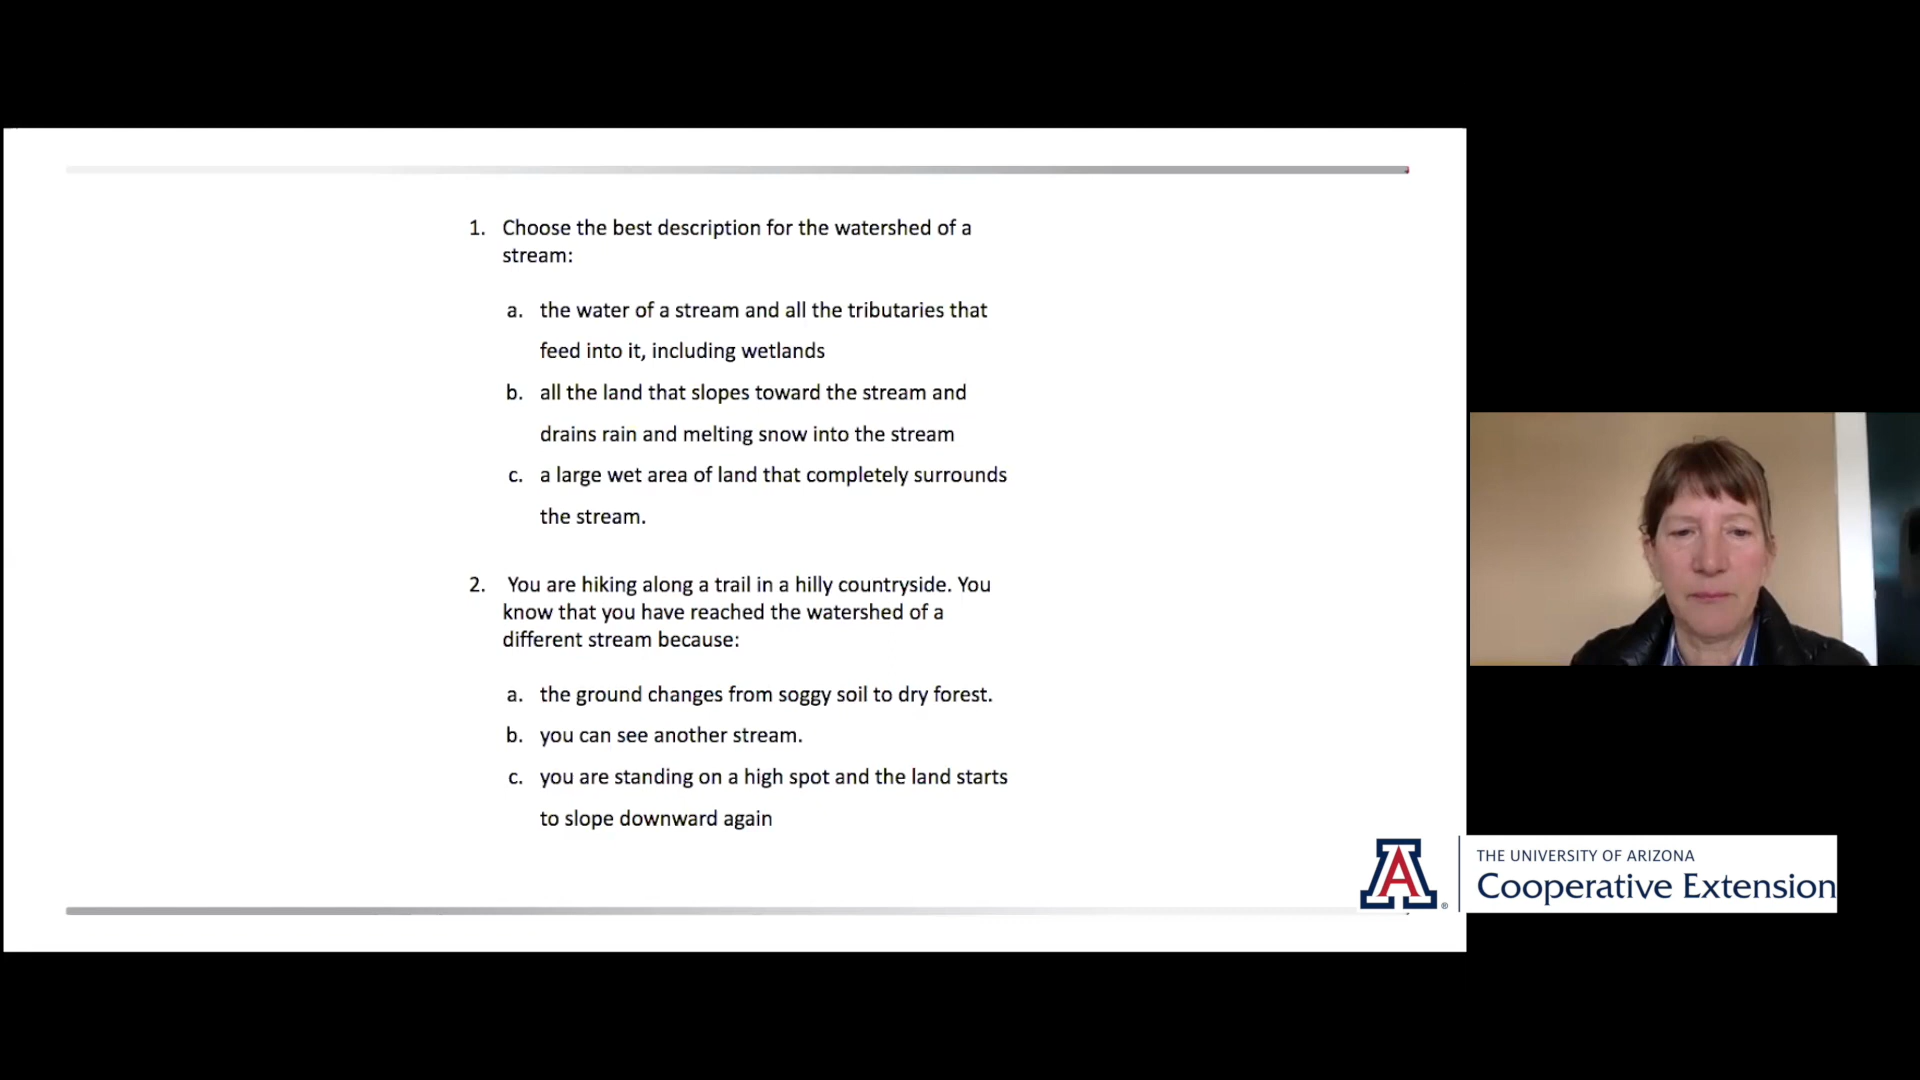 1. Choose the best description for the watershed of a
stream:
a. the water of a stream and all the tributaries that
feed into it, including wetlands
b. all the land that slopes toward the stream and
drains rain and melting snow into the stream
c. a large wet area of land that completely surrounds
the stream.
2. You are hiking along a trail in a hilly countryside. You
know that you have reached the watershed of a
different stream because:
a. the ground changes from soggy soil to dry forest.
b. you can see another stream.
c. you are standing on a high spot and the land starts
to slope downward again
A ®
THE UNIVERSITY OF ARIZONA
Cooperative Extension